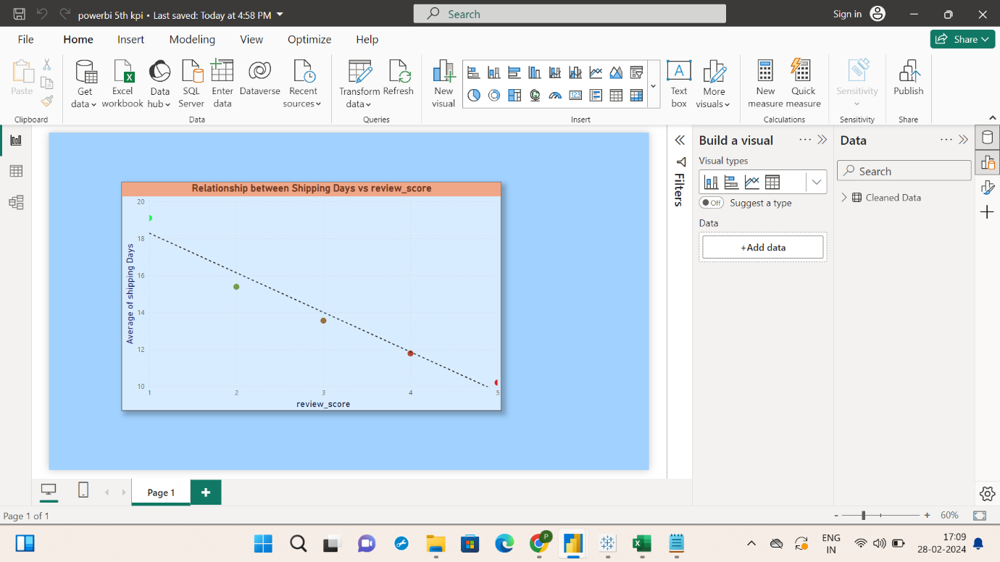 powerbi 5th kpi • Last saved: Today at 4:58 PM
Search
Sign in
File Home Insert Modeling View Optimize Help
Share
Paste
Get data
Excel workbook
Data hub
SQL Server
Enter data
Dataverse
Recent sources
Transform data
Refresh
New visual
123
A
Text box
More visuals
New measure
Quick measure
Sensitivity
Publish
Clipboard
Data
Queries
Insert
Calculations
Sensitivity
Share
Relationship between Shipping Days vs review_score
Average of shipping Days
20
18
16
14
12
10
1 2 3 4 5
review_score
Filters
Build a visual
Visual types
Off Suggest a type
Data
+Add data
Data
Search
Cleaned Data
Page 1
Page 1 of 1
- + 60%
P
ENG
IN
17:09
28-02-2024